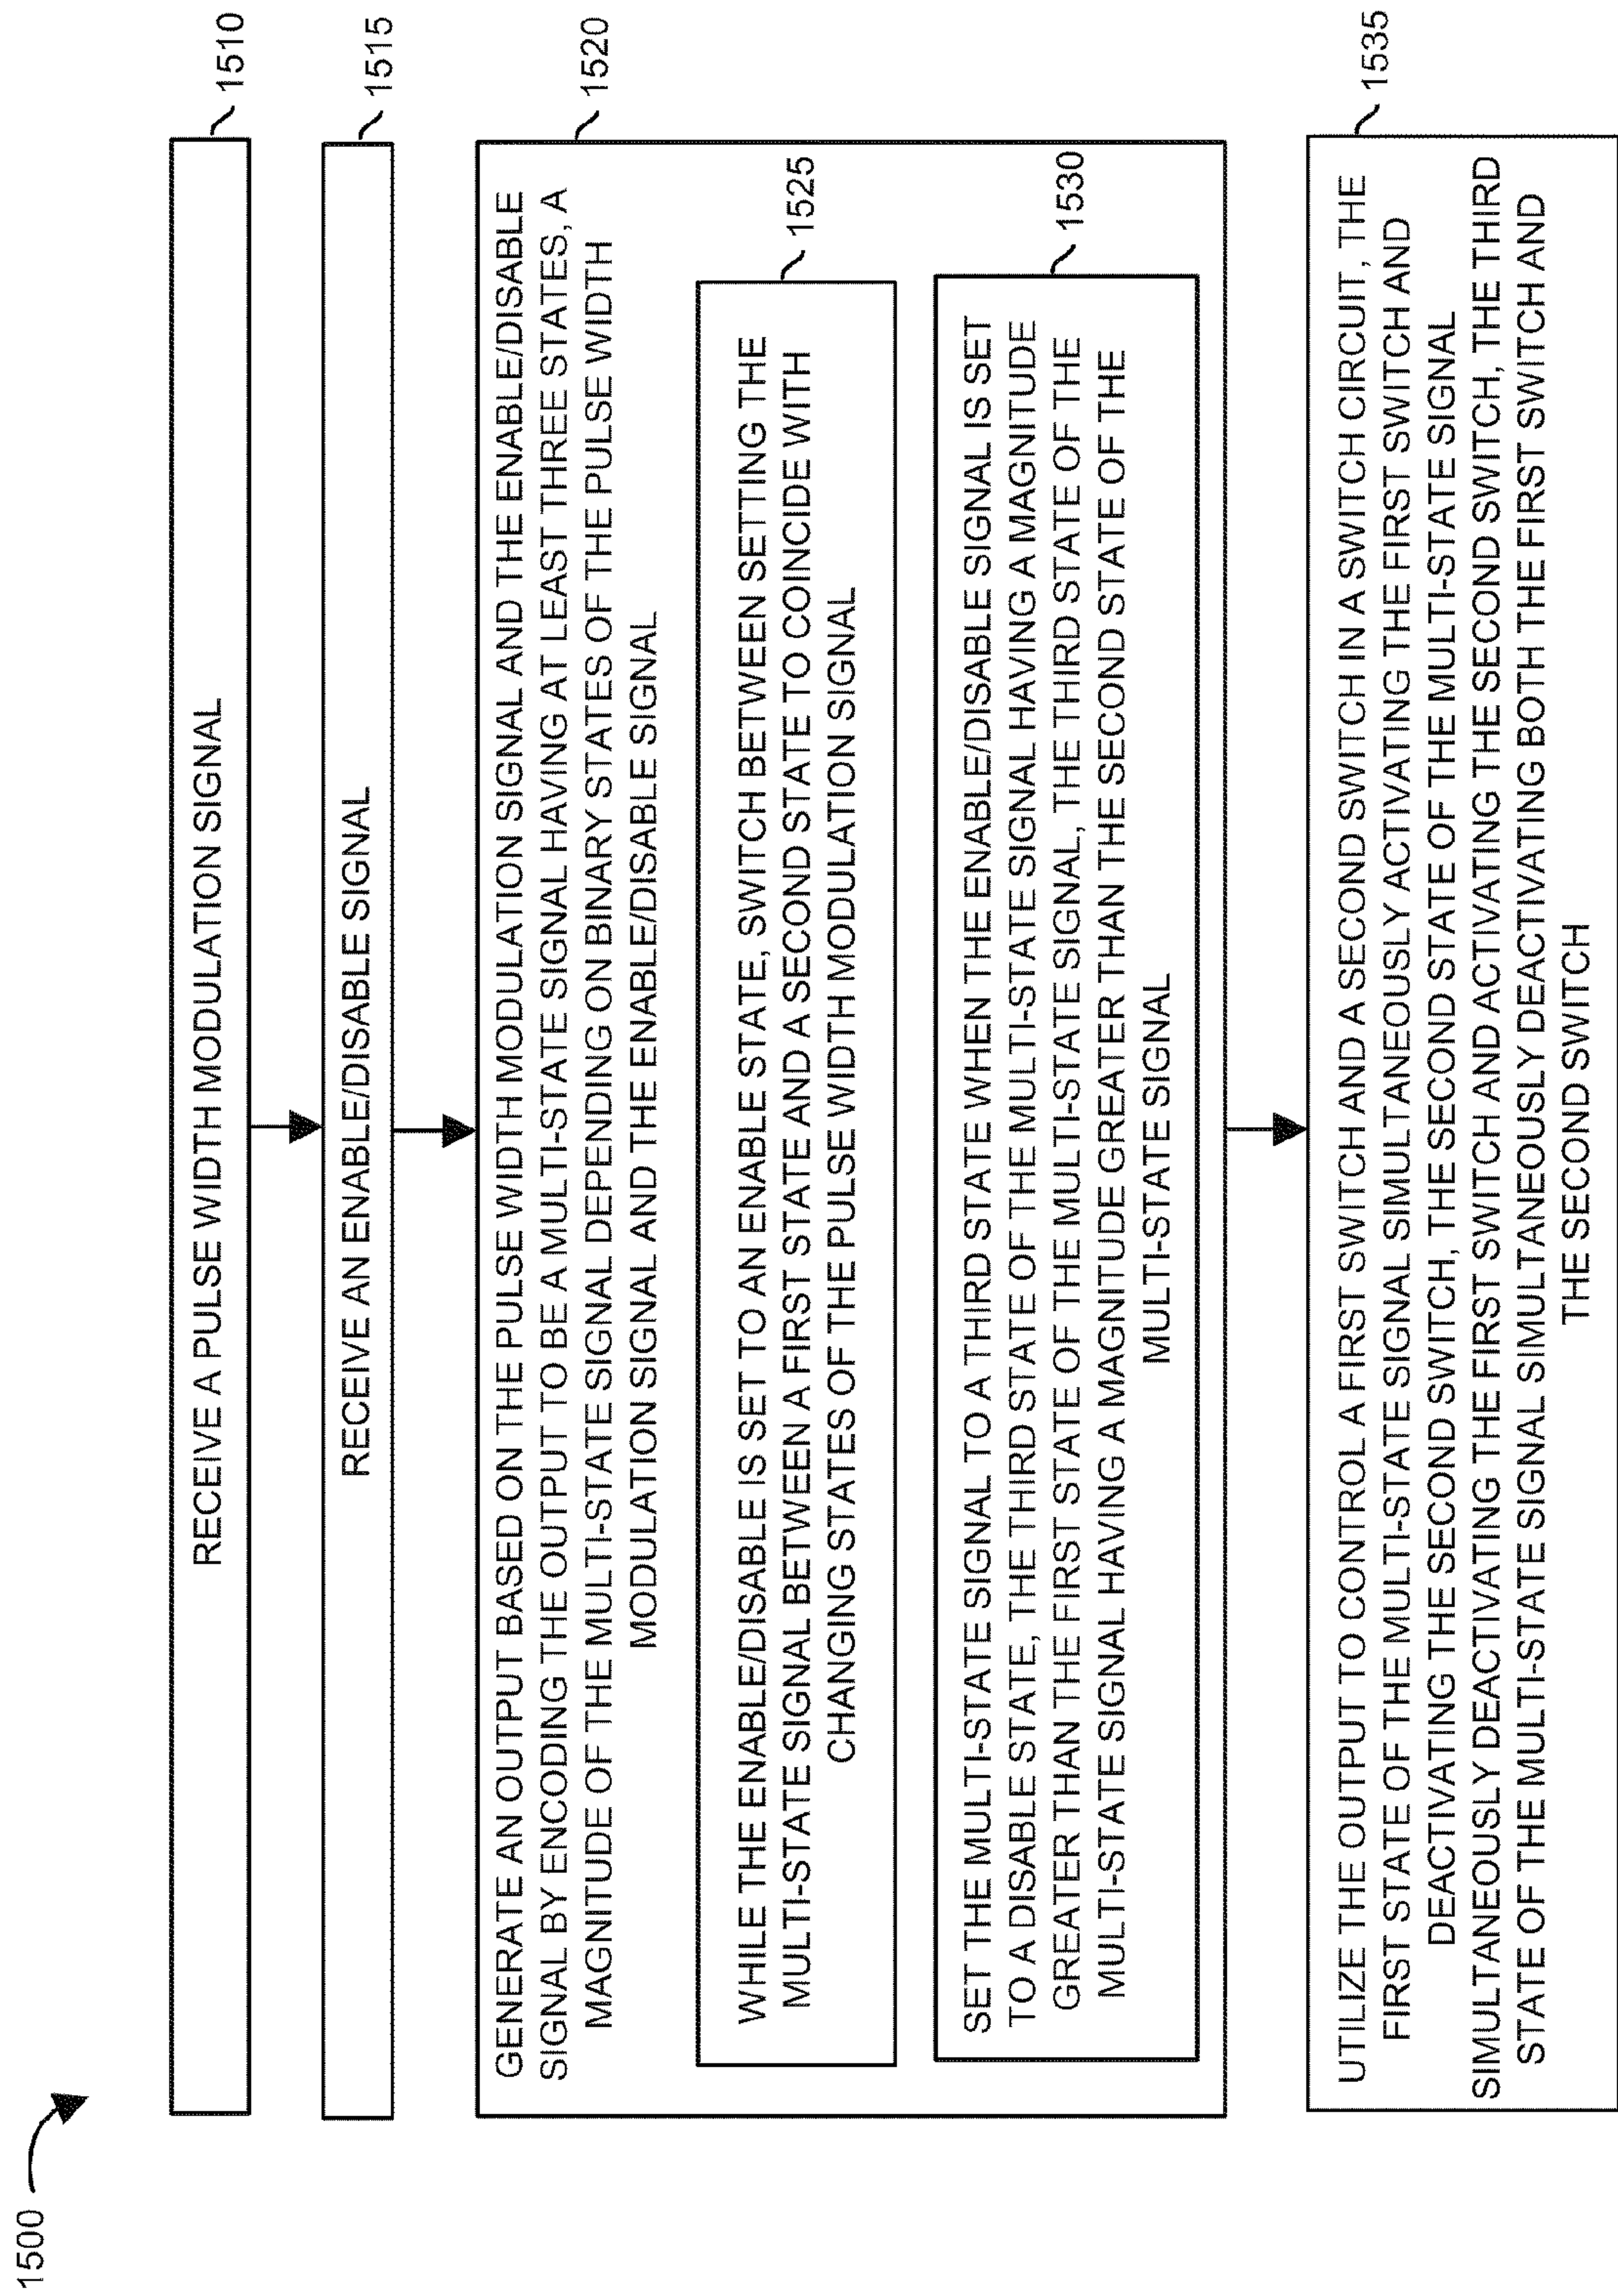 1500
RECEIVE A PULSE WIDTH MODULATION SIGNAL
1510
RECEIVE AN ENABLE/DISABLE SIGNAL
1515
GENERATE AN OUTPUT BASED ON THE PULSE WIDTH MODULATION SIGNAL AND THE ENABLE/DISABLE
SIGNAL BY ENCODING THE OUTPUT TO BE A MULTI-STATE SIGNAL HAVING AT LEAST THREE STATES, A
MAGNITUDE OF THE MULTI-STATE SIGNAL DEPENDING ON BINARY STATES OF THE PULSE WIDTH
MODULATION SIGNAL AND THE ENABLE/DISABLE SIGNAL
1520
WHILE THE ENABLE/DISABLE IS SET TO AN ENABLE STATE, SWITCH BETWEEN SETTING THE
MULTI-STATE SIGNAL BETWEEN A FIRST STATE AND A SECOND STATE TO COINCIDE WITH
CHANGING STATES OF THE PULSE WIDTH MODULATION SIGNAL
1525
SET THE MULTI-STATE SIGNAL TO A THIRD STATE WHEN THE ENABLE/DISABLE SIGNAL IS SET
TO A DISABLE STATE, THE THIRD STATE OF THE MULTI-STATE SIGNAL HAVING A MAGNITUDE
GREATER THAN THE FIRST STATE OF THE MULTI-STATE SIGNAL, THE THIRD STATE OF THE
MULTI-STATE SIGNAL HAVING A MAGNITUDE GREATER THAN THE SECOND STATE OF THE
MULTI-STATE SIGNAL
1530
UTILIZE THE OUTPUT TO CONTROL A FIRST SWITCH AND A SECOND SWITCH IN A SWITCH CIRCUIT, THE
FIRST STATE OF THE MULTI-STATE SIGNAL SIMULTANEOUSLY ACTIVATING THE FIRST SWITCH AND
DEACTIVATING THE SECOND SWITCH, THE SECOND STATE OF THE MULTI-STATE SIGNAL
SIMULTANEOUSLY DEACTIVATING THE FIRST SWITCH AND ACTIVATING THE SECOND SWITCH, THE THIRD
STATE OF THE MULTI-STATE SIGNAL SIMULTANEOUSLY DEACTIVATING BOTH THE FIRST SWITCH AND
THE SECOND SWITCH
1535